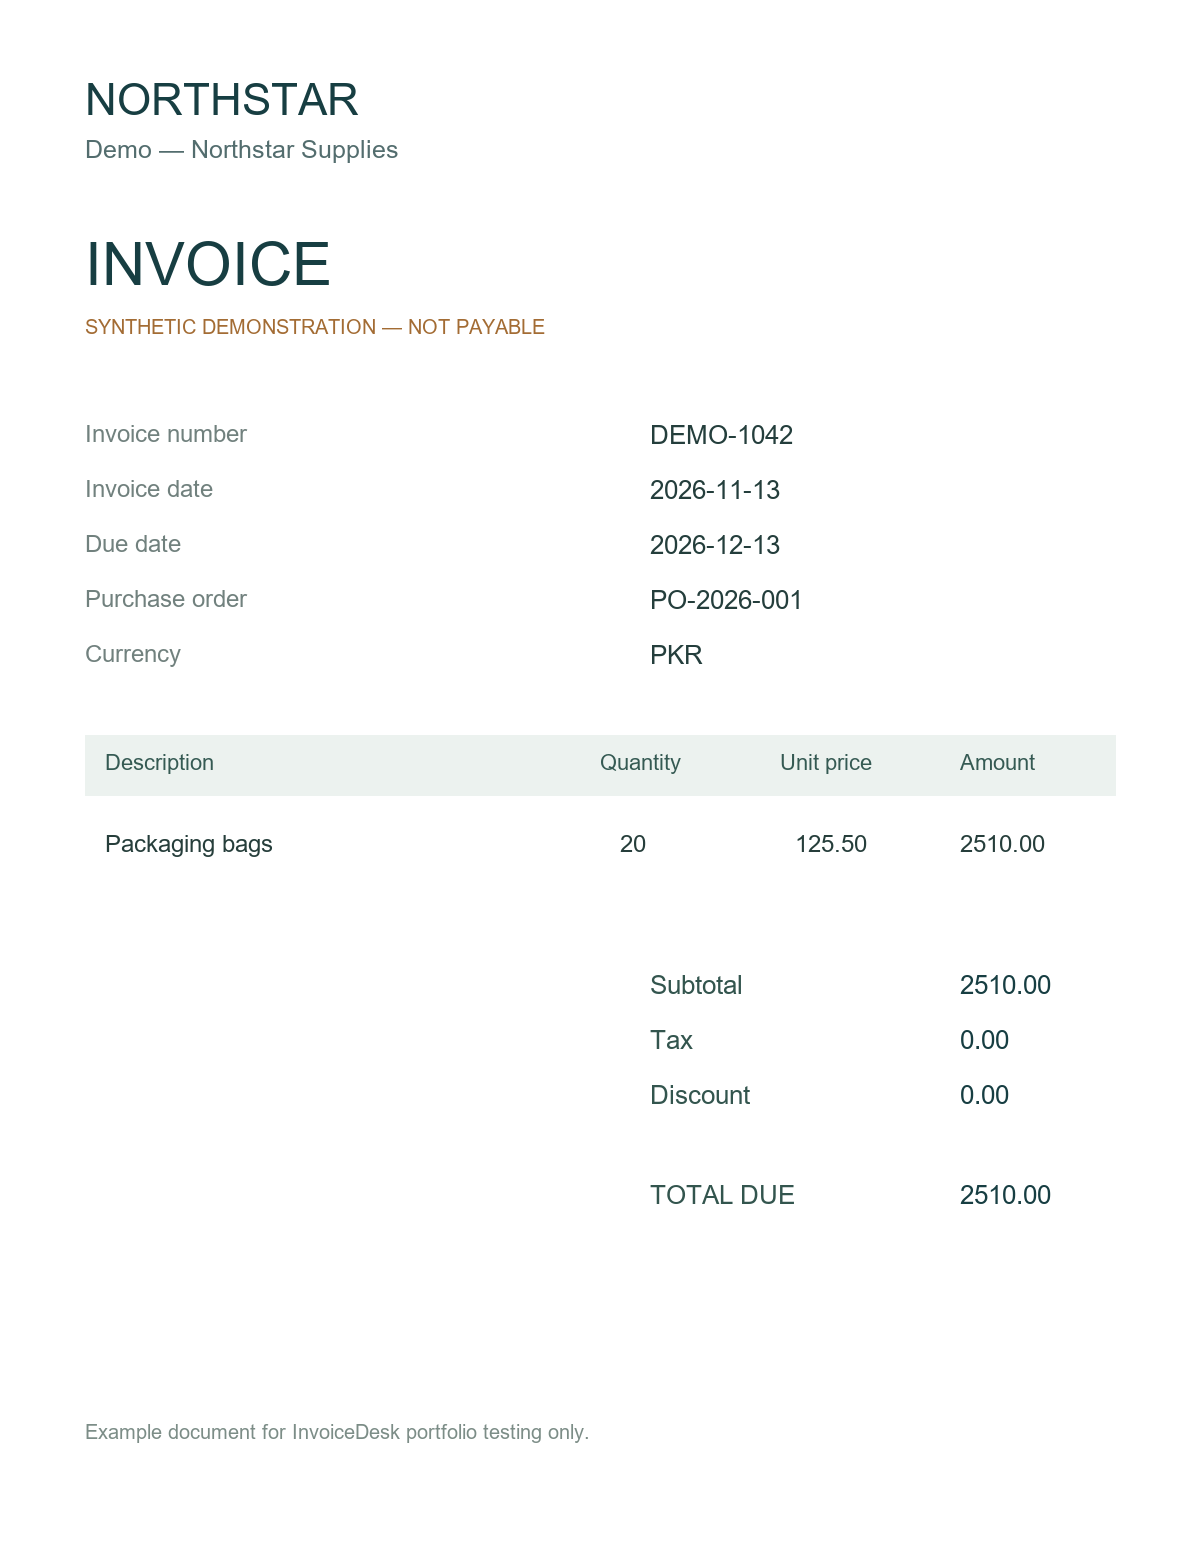 NORTHSTAR
Demo — Northstar Supplies
INVOICE
SYNTHETIC DEMONSTRATION — NOT PAYABLE
Invoice number DEMO-1042
Invoice date 2026-11-13
Due date 2026-12-13
Purchase order PO-2026-001
Currency PKR
Description Quantity Unit price Amount
Packaging bags 20 125.50 2510.00
Subtotal 2510.00
Tax 0.00
Discount 0.00
TOTAL DUE 2510.00
Example document for InvoiceDesk portfolio testing only.